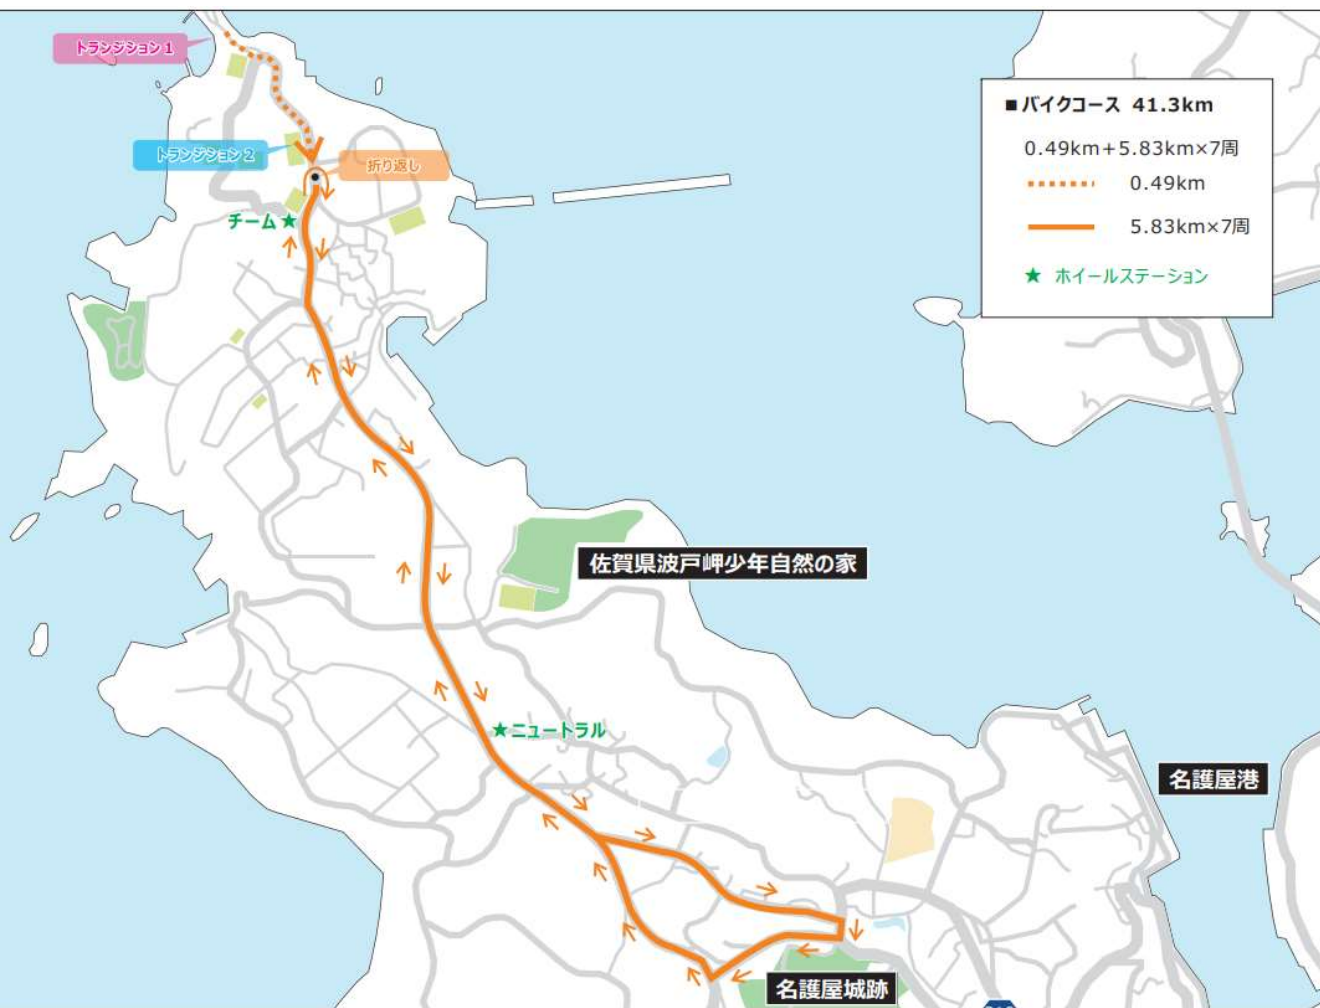 トランジション1
■バイクコース 41.3km
0.49km+5.83km×7周
0.49km
5.83km×7周
★ ホイールステーション
トランジション2
折り返し
チーム★
佐賀県波戸岬少年自然の家
★ニュートラル
名護屋港
名護屋城跡